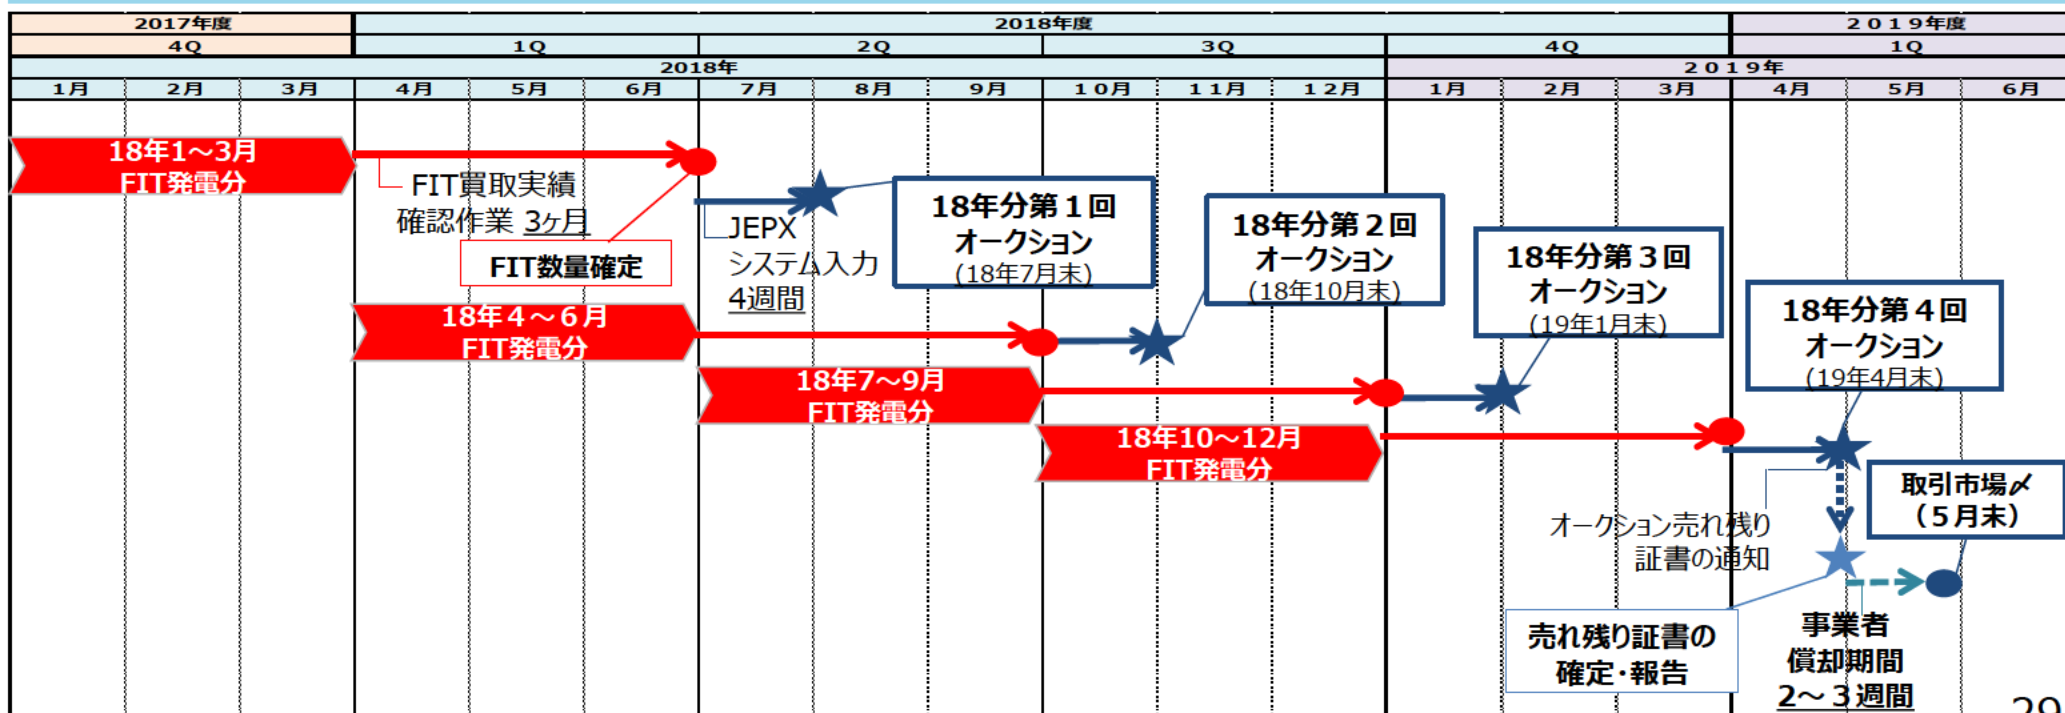 2017年度
2018年度
2019年度
4Q
1Q
2Q
3Q
4Q
1Q
2018年
2019年
1月
2月
3月
4月
5月
6月
7月
8月
9月
10月
11月
12月
1月
2月
3月
4月
5月
6月
18年1～3月
FIT発電分
FIT買取実績
確認作業 3ヶ月
FIT数量確定
JEPX
システム入力
4週間
18年分第１回
オークション
(18年7月末)
18年分第２回
オークション
(18年10月末)
18年分第３回
オークション
(19年1月末)
18年分第４回
オークション
(19年4月末)
18年４～６月
FIT発電分
18年7～9月
FIT発電分
18年10～12月
FIT発電分
取引市場〆
（５月末）
オークション売れ残り
証書の通知
売れ残り証書の
確定・報告
事業者
償却期間
2～３週間
29